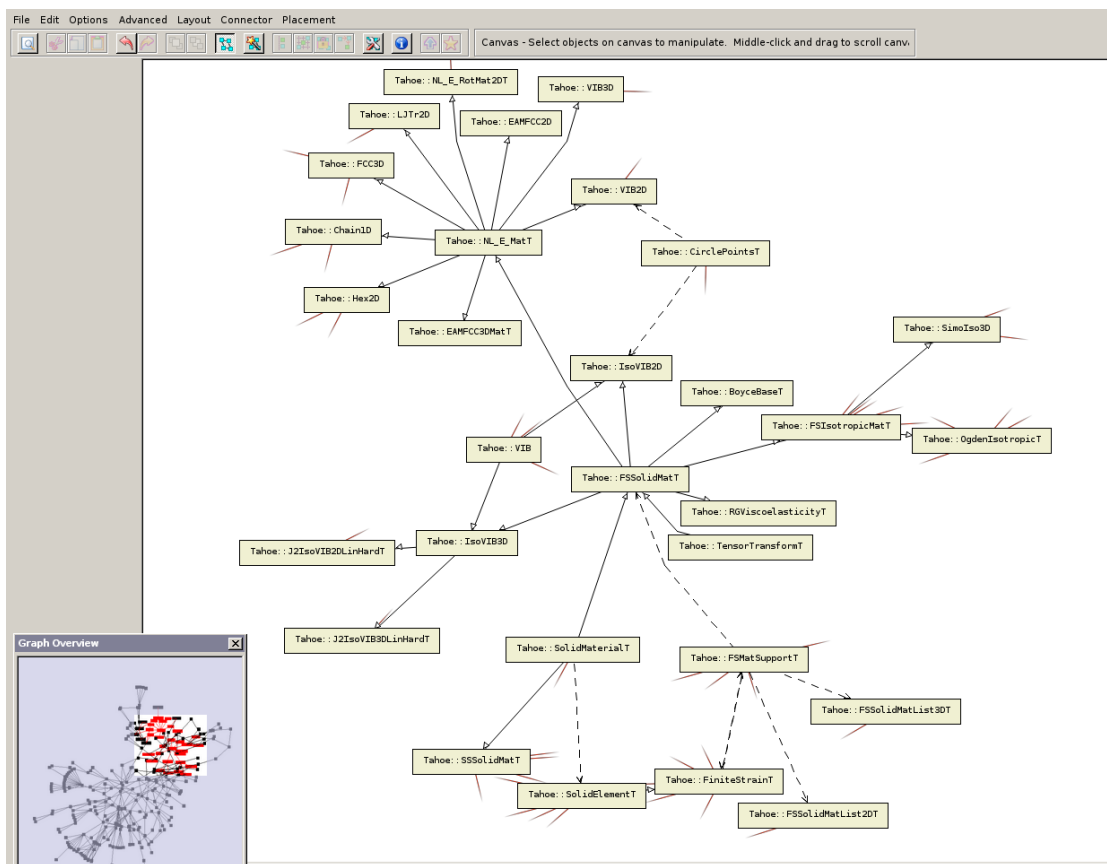 File Edit Options Advanced Layout Connector Placement
Canvas - Select objects on canvas to manipulate. Middle-click and drag to scroll canv
Tahoe::NL_E_RotMat2DT
Tahoe::VIB3D
Tahoe::LJTr2D
Tahoe::EAMFCC2D
Tahoe::FCC3D
Tahoe::VIB2D
Tahoe::Chain1D
Tahoe::NL_E_MatT
Tahoe::CirclePointsT
Tahoe::Hex2D
Tahoe::EAMFCC3DMatT
Tahoe::SimoIso3D
Tahoe::IsoVIB2D
Tahoe::BoyceBaseT
Tahoe::FSIsotropicMatT
Tahoe::OgdenIsotropicT
Tahoe::VIB
Tahoe::FSSolidMatT
Tahoe::RGViscoelasticityT
Tahoe::IsoVIB3D
Tahoe::TensorTransformT
Tahoe::J2IsoVIB2DLinHardT
Tahoe::J2IsoVIB3DLinHardT
Graph Overview
Tahoe::SolidMaterialT
Tahoe::FSMatSupportT
Tahoe::FSSolidMatList3DT
Tahoe::SSSolidMatT
Tahoe::FiniteStrainT
Tahoe::SolidElementT
Tahoe::FSSolidMatList2DT